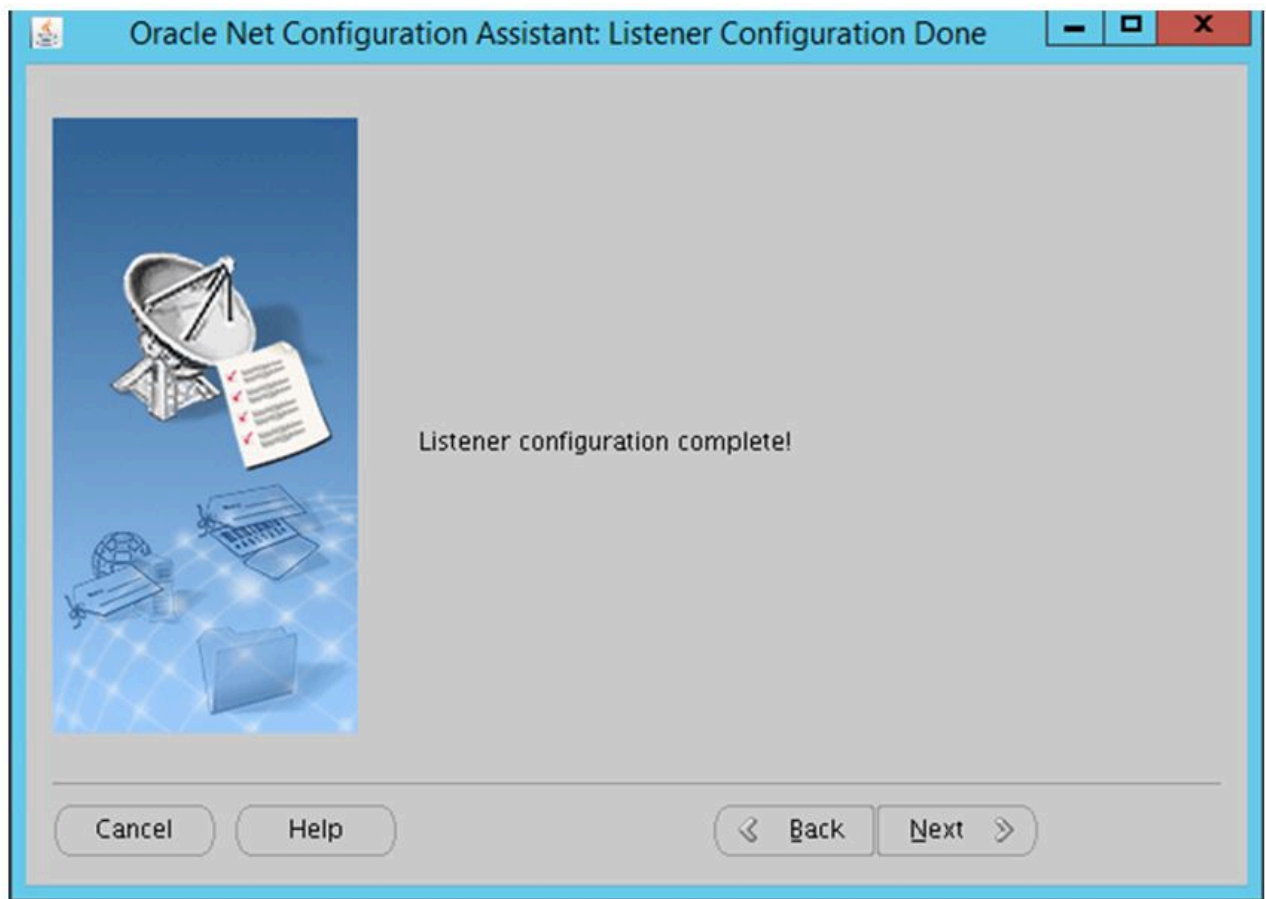 Oracle Net Configuration Assistant: Listener Configuration Done
Listener configuration complete!
Cancel
Help
Back
Next